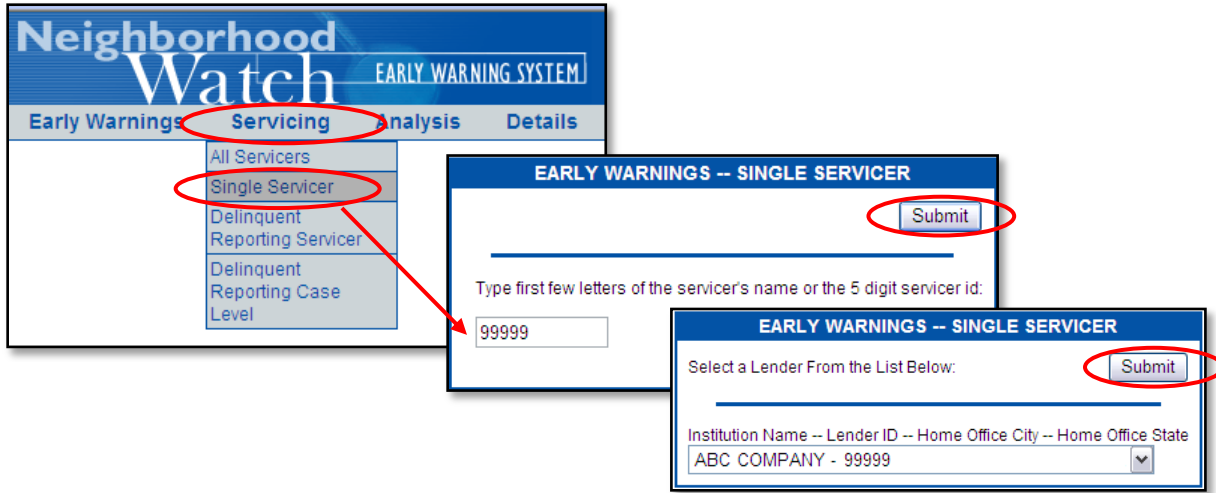 Neighborhood
Watch EARLY WARNING SYSTEM
Early Warnings Servicing Analysis Details
All Servicers
Single Servicer
Delinquent
Reporting Servicer
Delinquent
Reporting Case
Level
EARLY WARNINGS -- SINGLE SERVICER
Submit
Type first few letters of the servicer's name or the 5 digit servicer id:
99999
EARLY WARNINGS -- SINGLE SERVICER
Select a Lender From the List Below: Submit
Institution Name -- Lender ID -- Home Office City -- Home Office State
ABC COMPANY - 99999